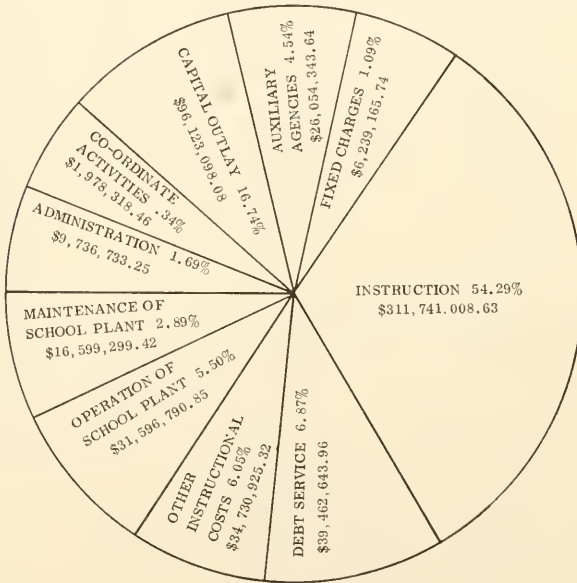 CAPITAL OUTLAY 16.74%
$96,123,098.08
AUXILIARY
AGENCIES 4.54%
$26,054,343.64
FIXED CHARGES 1.09%
$6,239,165.74
INSTRUCTION 54.29%
$311,741,008.63
DEBT SERVICE 6.87%
$39,462,643.96
OTHER
INSTRUCTIONAL
COSTS 6.05%
$34,730,925.32
OPERATION OF
SCHOOL PLANT 5.50%
$31,596,790.85
MAINTENANCE OF
SCHOOL PLANT 2.89%
$16,599,299.42
ADMINISTRATION 1.69%
$9,736,733.25
CO-ORDINATE
ACTIVITIES .34%
$1,978,318.46